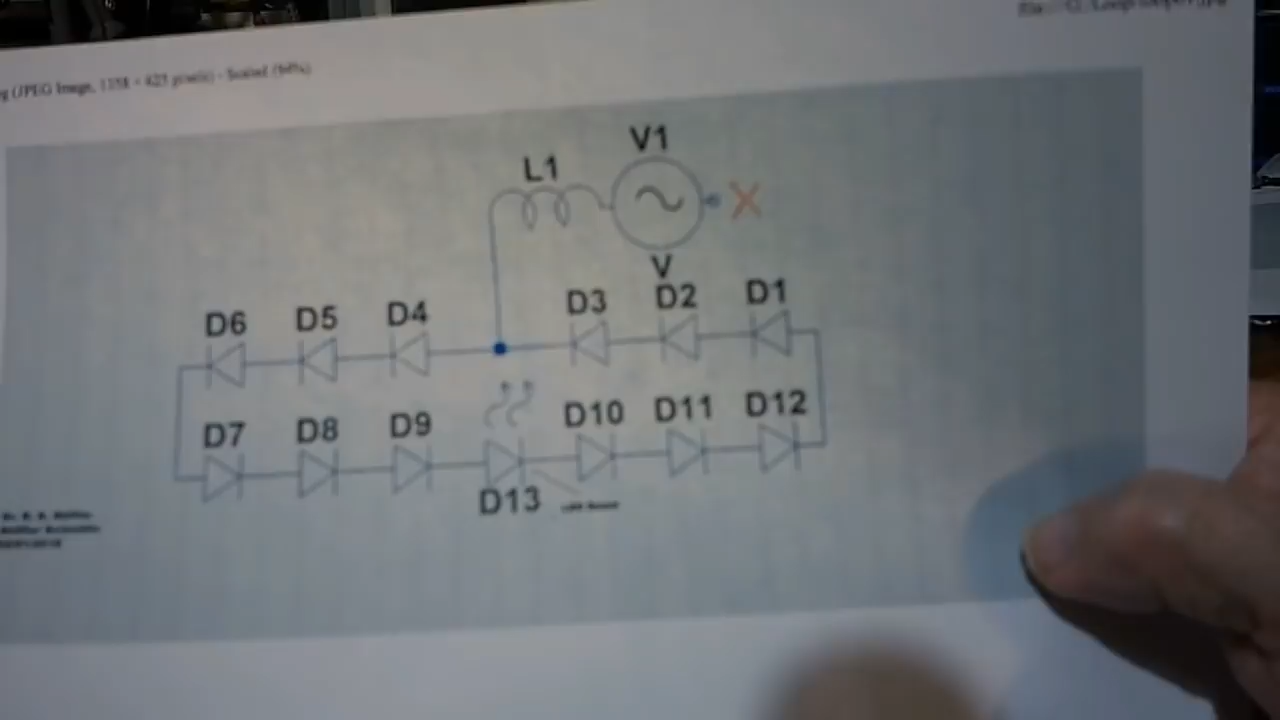 (JPEG Image, 1358 × 423 pixels) - Scaled (94%)
V1
L1
V
D6 D5 D4 D3 D2 D1
D7 D8 D9 D10 D11 D12
D13